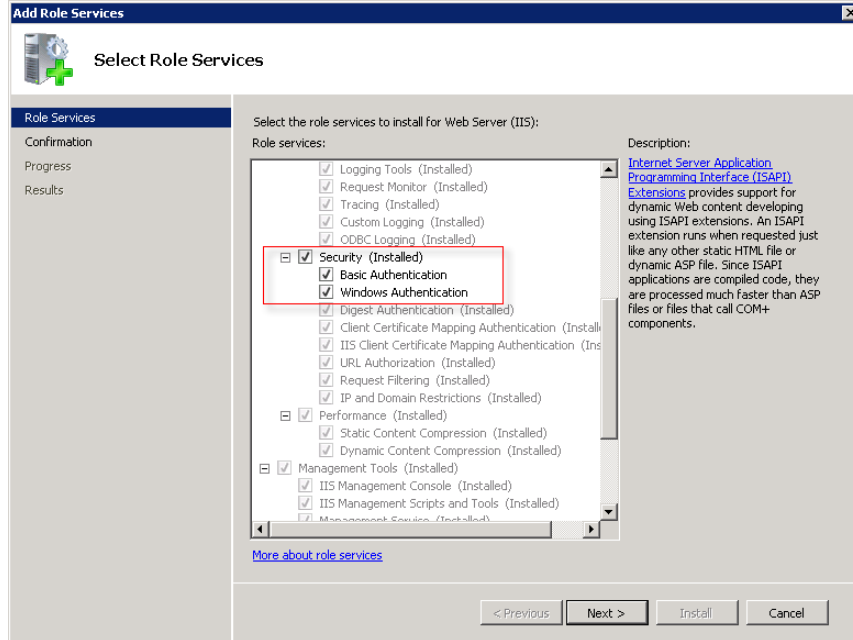 Add Role Services
Select Role Services
Role Services
Confirmation
Progress
Results
Select the role services to install for Web Server (IIS):
Role services:
Logging Tools (Installed)
Request Monitor (Installed)
Tracing (Installed)
Custom Logging (Installed)
ODBC Logging (Installed)
Security (Installed)
Basic Authentication
Windows Authentication
Digest Authentication (Installed)
Client Certificate Mapping Authentication (Install
IIS Client Certificate Mapping Authentication (Ins
URL Authorization (Installed)
Request Filtering (Installed)
IP and Domain Restrictions (Installed)
Performance (Installed)
Static Content Compression (Installed)
Dynamic Content Compression (Installed)
Management Tools (Installed)
IIS Management Console (Installed)
IIS Management Scripts and Tools (Installed)
Management Service (Installed)
Description:
Internet Server Application
Programming Interface (ISAPI)
Extensions provides support for
dynamic Web content developing
using ISAPI extensions. An ISAPI
extension runs when requested just
like any other static HTML file or
dynamic ASP file. Since ISAPI
applications are compiled code, they
are processed much faster than ASP
files or files that call COM+
components.
More about role services
< Previous
Next >
Install
Cancel